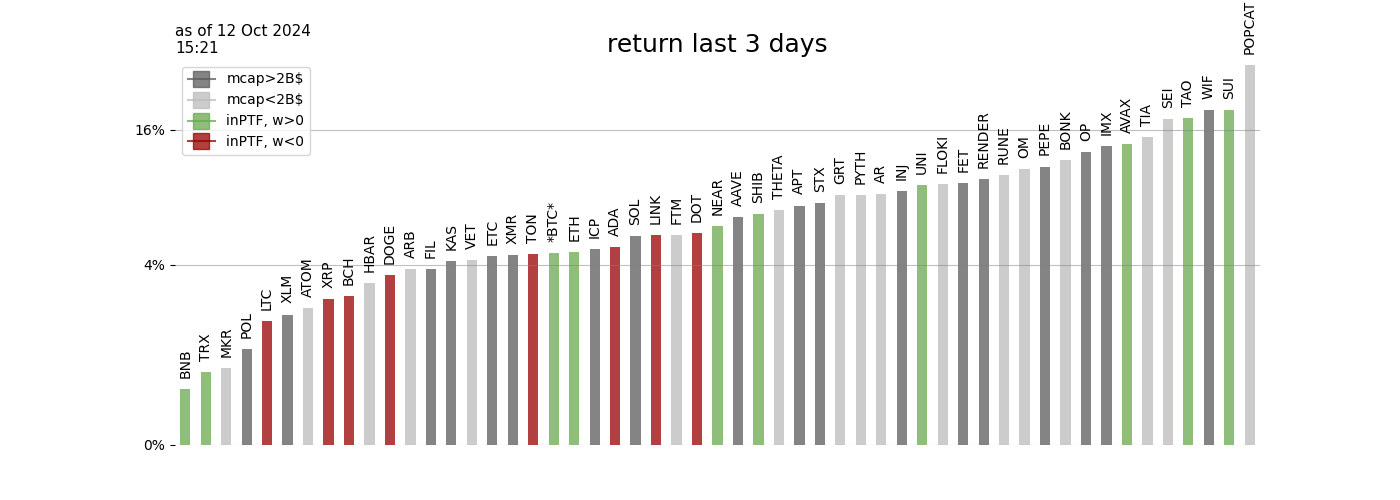 as of 12 Oct 2024
15:21
return last 3 days
mcap>2B$
mcap<2B$
inPTF, w>0
inPTF, w<0
16%
4%
0%
BNB
TRX
MKR
POL
LTC
XLM
ATOM
XRP
BCH
HBAR
DOGE
ARB
FIL
KAS
VET
ETC
XMR
TON
*BTC*
ETH
ICP
ADA
SOL
LINK
FTM
DOT
NEAR
AAVE
SHIB
THETA
APT
STX
GRT
PYTH
AR
INJ
UNI
FLOKI
FET
RENDER
RUNE
OM
PEPE
BONK
OP
IMX
AVAX
TIA
SEI
TAO
WIF
SUI
POPCAT